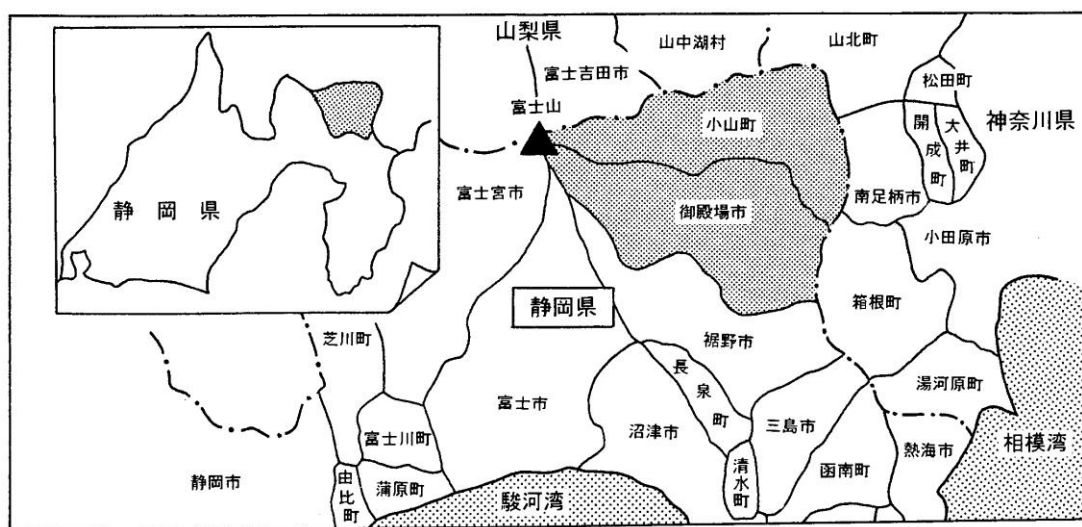 山梨県
山中湖村
山北町
富士吉田市
松田町
富士山
小山町
開成町
大井町
神奈川県
静岡県
富士宮市
御殿場市
南足柄市
小田原市
静岡県
箱根町
芝川町
裾野市
長泉町
湯河原町
富士市
富士川町
沼津市
三島市
熱海市
相模湾
静岡市
由比町
蒲原町
駿河湾
清水町
函南町